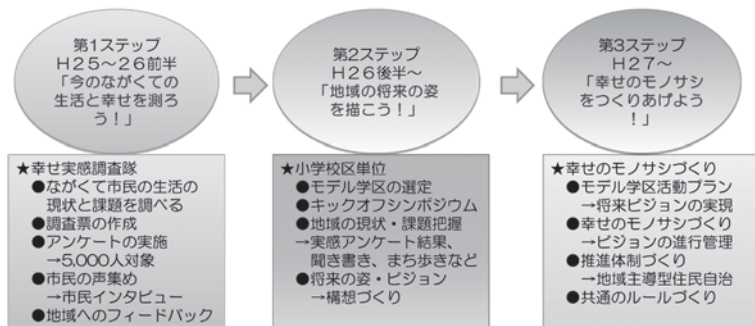 第1ステップ
H25~26前半
「今のながくての
生活と幸せを測ろ
う!」
第2ステップ
H26後半~
「地域の将来の姿
を描こう!」
第3ステップ
H27~
「幸せのモノサシ
をつくりあげよう
!」
★幸せ実感調査隊
●ながくて市民の生活の
現状と課題を調べる
●調査票の作成
●アンケートの実施
→5,000人対象
●市民の声集め
→市民インタビュー
●地域へのフィードバック
★小学校区単位
●モデル学区の選定
●キックオフシンポジウム
●地域の現状・課題把握
→実感アンケート結果、
聞き書き、まち歩きなど
●将来の姿・ビジョン
→構想づくり
★幸せのモノサシづくり
●モデル学区活動プラン
→将来ビジョンの実現
●幸せのモノサシづくり
→ビジョンの進行管理
●推進体制づくり
→地域主導型住民自治
●共通のルールづくり